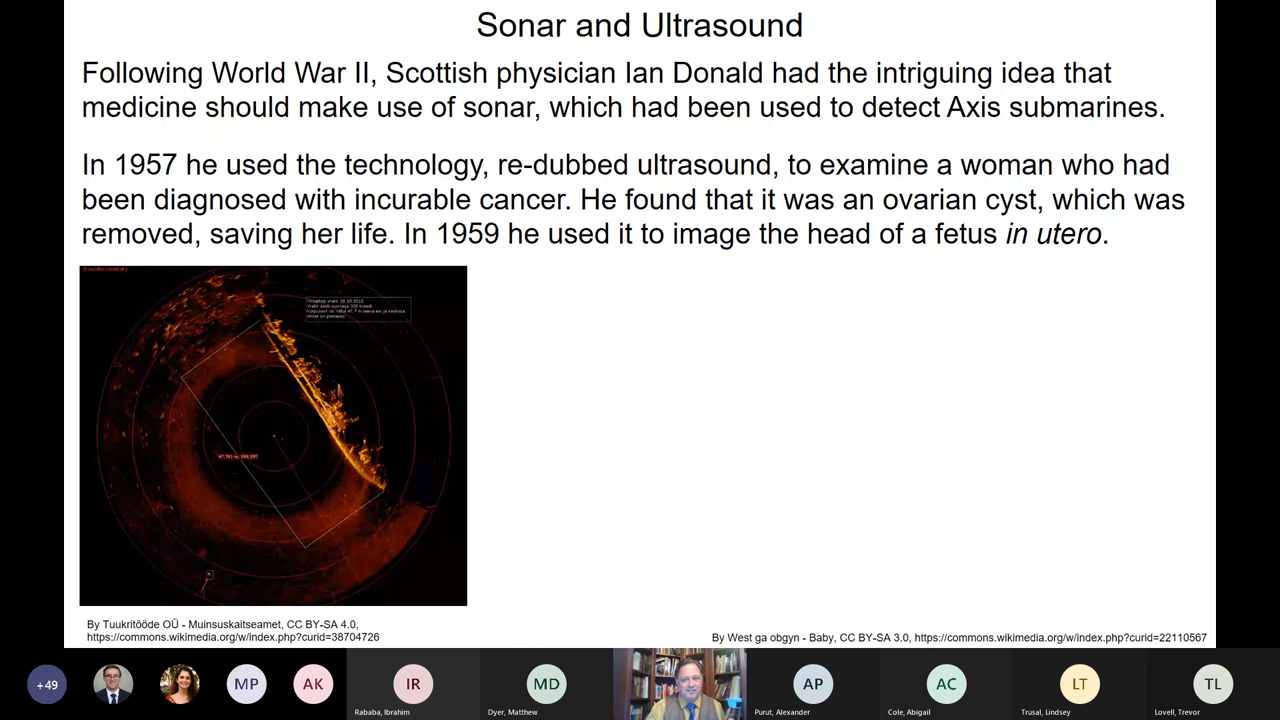 Sonar and Ultrasound
Following World War II, Scottish physician Ian Donald had the intriguing idea that
medicine should make use of sonar, which had been used to detect Axis submarines.
In 1957 he used the technology, re-dubbed ultrasound, to examine a woman who had
been diagnosed with incurable cancer. He found that it was an ovarian cyst, which was
removed, saving her life. In 1959 he used it to image the head of a fetus in utero.
By Tuukritööde OÜ - Muinsuskaitseamet, CC BY-SA 4.0,
https://commons.wikimedia.org/w/index.php?curid=38704726
By West ga obgyn - Baby, CC BY-SA 3.0, https://commons.wikimedia.org/w/index.php?curid=22110567
+49
MP
AK
IR
MD
AP
AC
LT
TL
Rababa, Ibrahim
Dyer, Matthew
Purut, Alexander
Cole, Abigail
Trusal, Lindsey
Lovell, Trevor